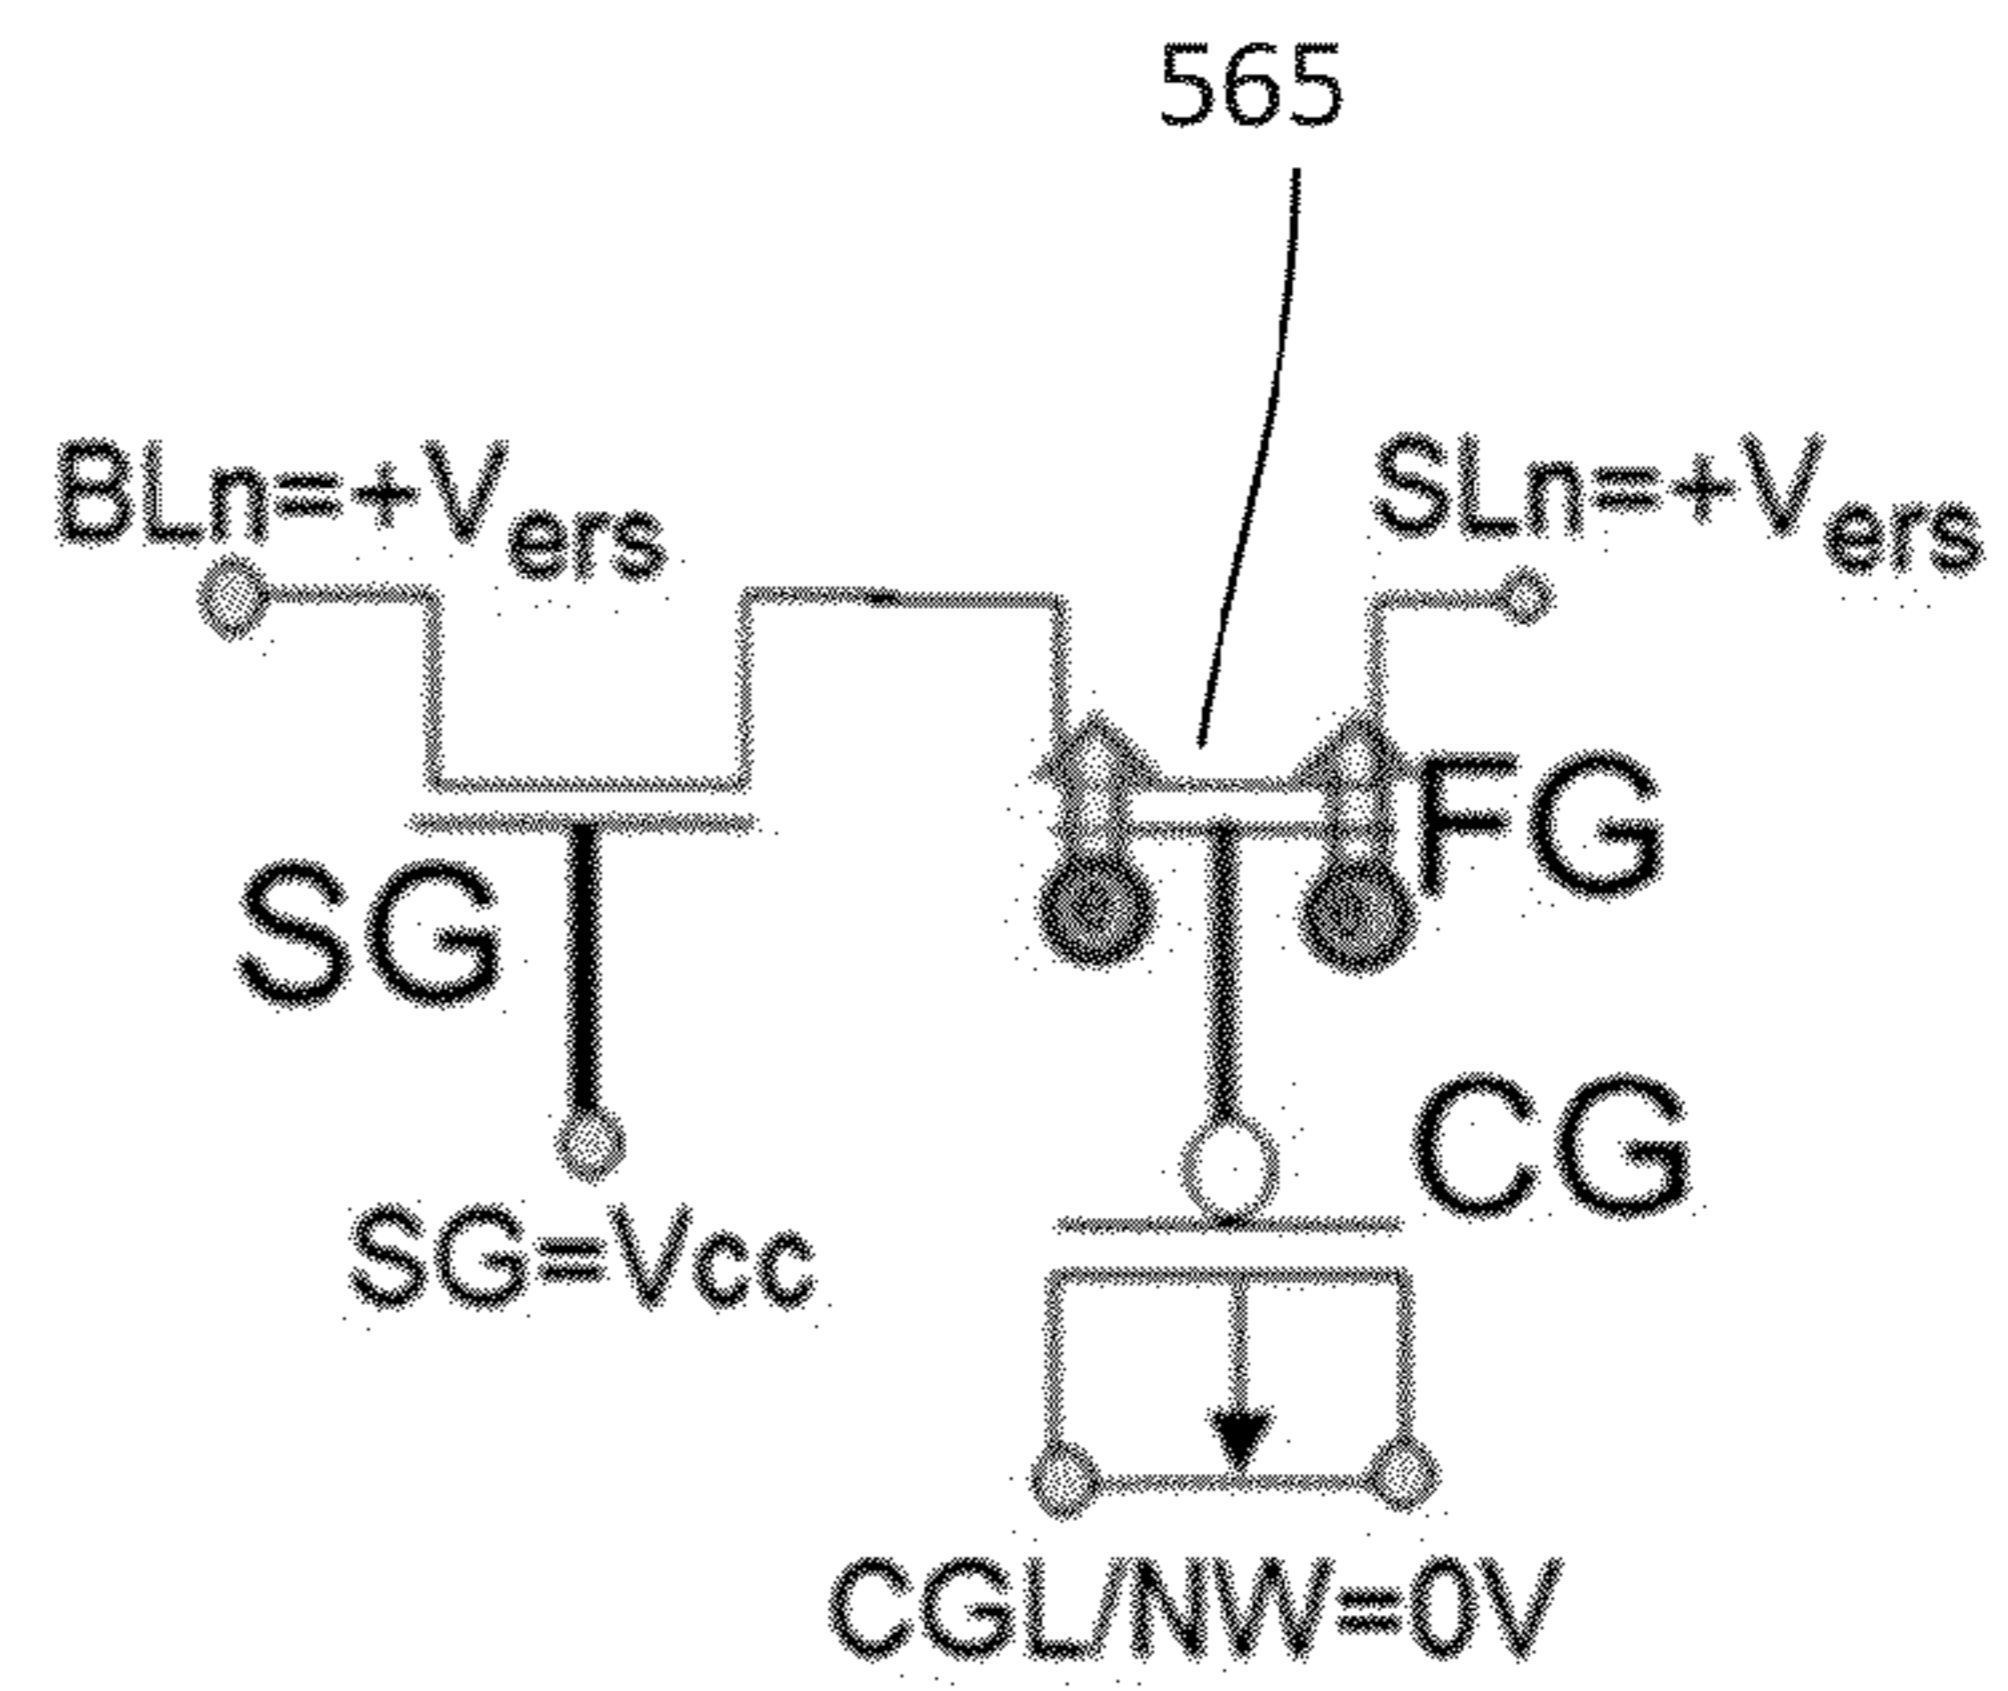 565
BLn=+Vers
SLn=+Vers
FG
SG
CG
SG=Vcc
CGL/NW=0V